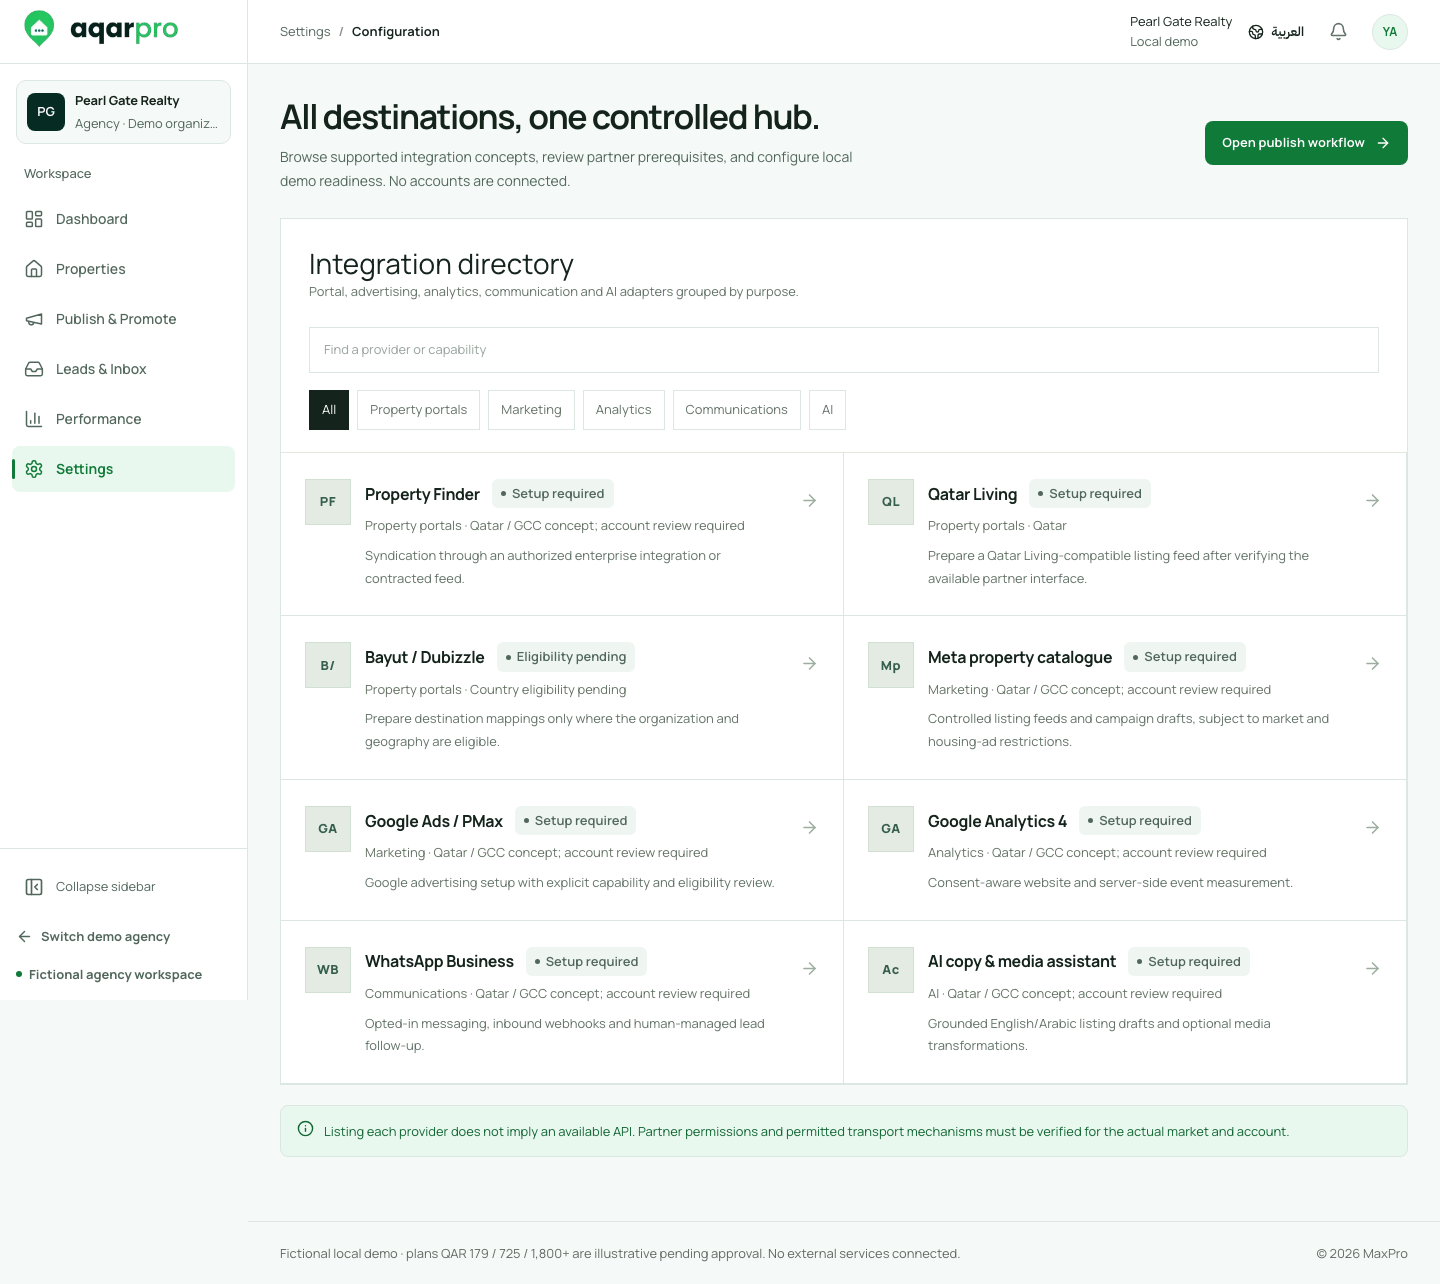 aqarpro
Settings / Configuration
Pearl Gate Realty
Local demo
العربية
YA
PG
Pearl Gate Realty
Agency · Demo organiz...
Workspace
Dashboard
Properties
Publish & Promote
Leads & Inbox
Performance
Settings
Collapse sidebar
Switch demo agency
Fictional agency workspace
All destinations, one controlled hub.
Browse supported integration concepts, review partner prerequisites, and configure local
demo readiness. No accounts are connected.
Open publish workflow
Integration directory
Portal, advertising, analytics, communication and AI adapters grouped by purpose.
Find a provider or capability
All
Property portals
Marketing
Analytics
Communications
AI
PF
Property Finder
Setup required
Property portals · Qatar / GCC concept; account review required
Syndication through an authorized enterprise integration or
contracted feed.
QL
Qatar Living
Setup required
Property portals · Qatar
Prepare a Qatar Living-compatible listing feed after verifying the
available partner interface.
B/
Bayut / Dubizzle
Eligibility pending
Property portals · Country eligibility pending
Prepare destination mappings only where the organization and
geography are eligible.
Mp
Meta property catalogue
Setup required
Marketing · Qatar / GCC concept; account review required
Controlled listing feeds and campaign drafts, subject to market and
housing-ad restrictions.
GA
Google Ads / PMax
Setup required
Marketing · Qatar / GCC concept; account review required
Google advertising setup with explicit capability and eligibility review.
GA
Google Analytics 4
Setup required
Analytics · Qatar / GCC concept; account review required
Consent-aware website and server-side event measurement.
WB
WhatsApp Business
Setup required
Communications · Qatar / GCC concept; account review required
Opted-in messaging, inbound webhooks and human-managed lead
follow-up.
Ac
AI copy & media assistant
Setup required
AI · Qatar / GCC concept; account review required
Grounded English/Arabic listing drafts and optional media
transformations.
Listing each provider does not imply an available API. Partner permissions and permitted transport mechanisms must be verified for the actual market and account.
Fictional local demo · plans QAR 179 / 725 / 1,800+ are illustrative pending approval. No external services connected.
© 2026 MaxPro